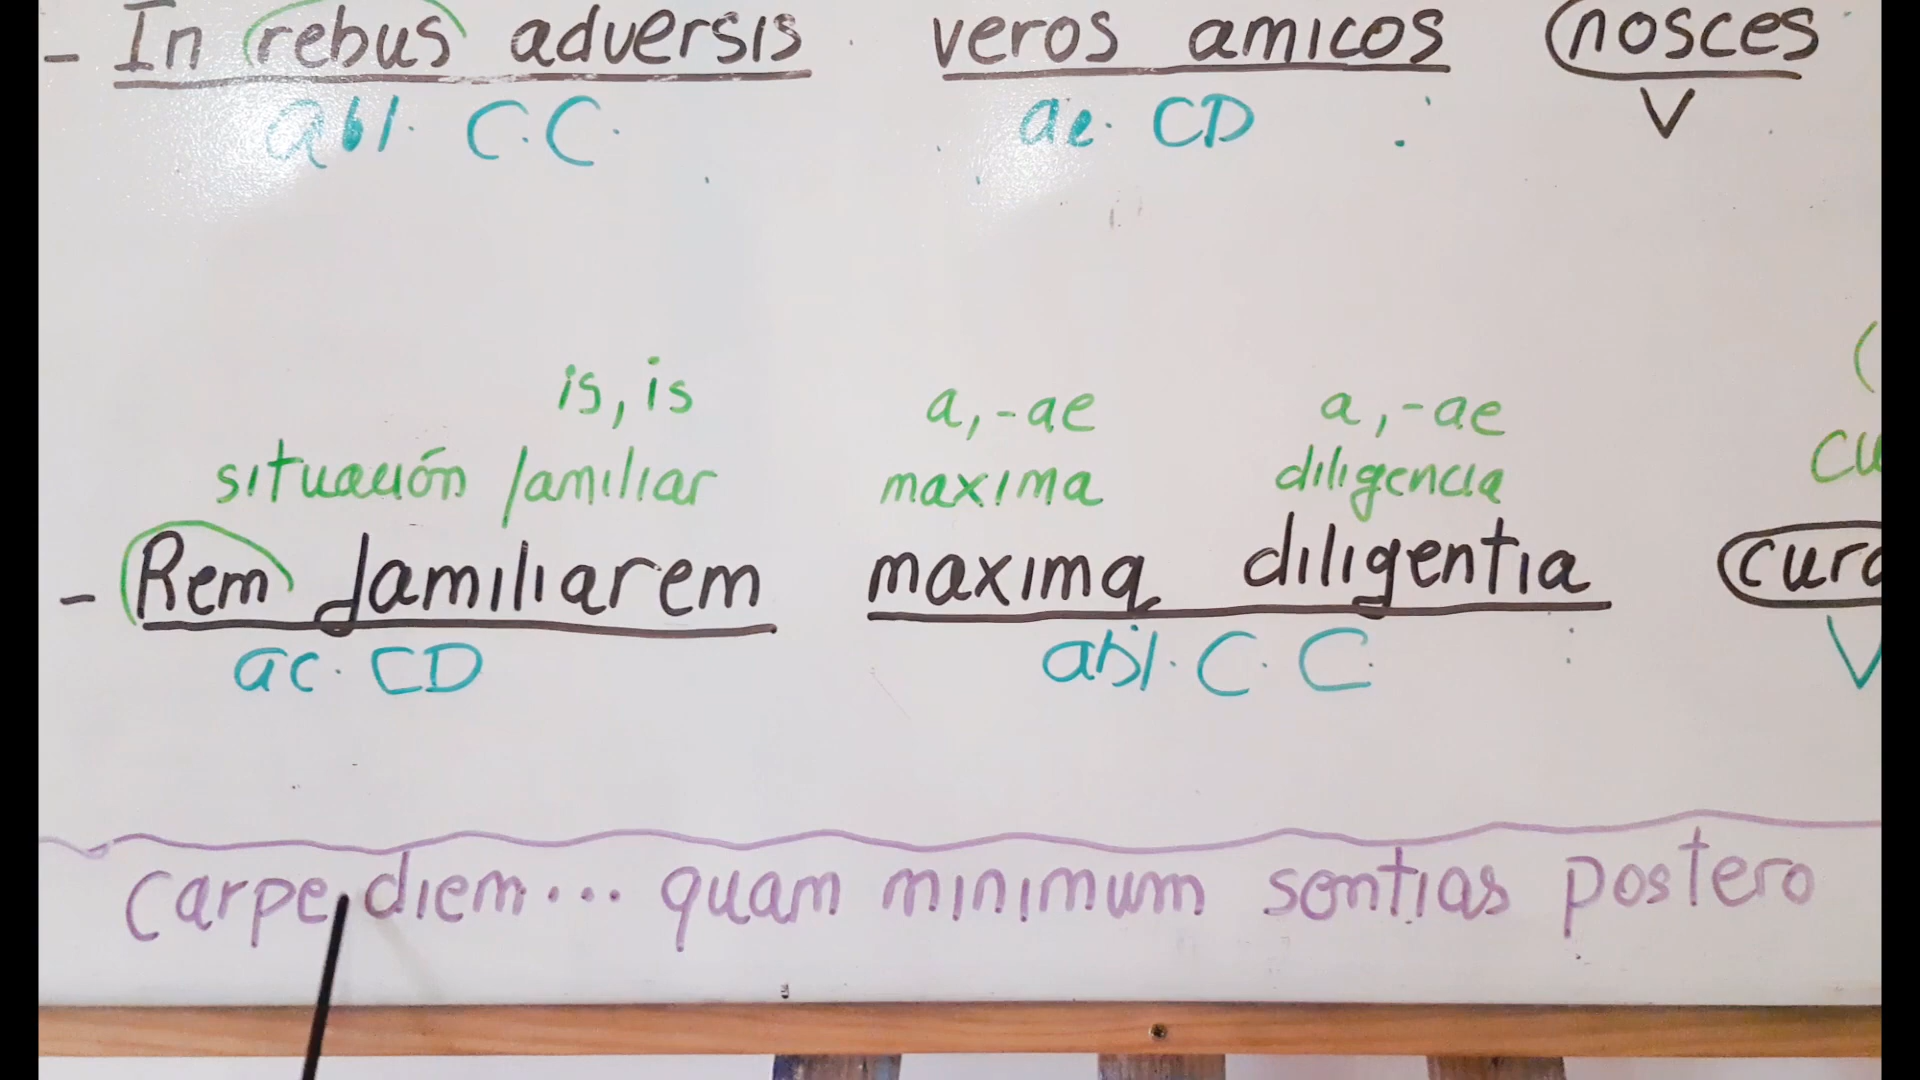 - In rebus adversis veros amicos nosces
abl. C.C. ac. CD V
is, is a, -ae a, -ae
situación familiar maxima diligencia cu
- Rem familiarem maxima diligentia cura
ac. CD abl. C.C. V
carpe diem... quam minimum sontias postero